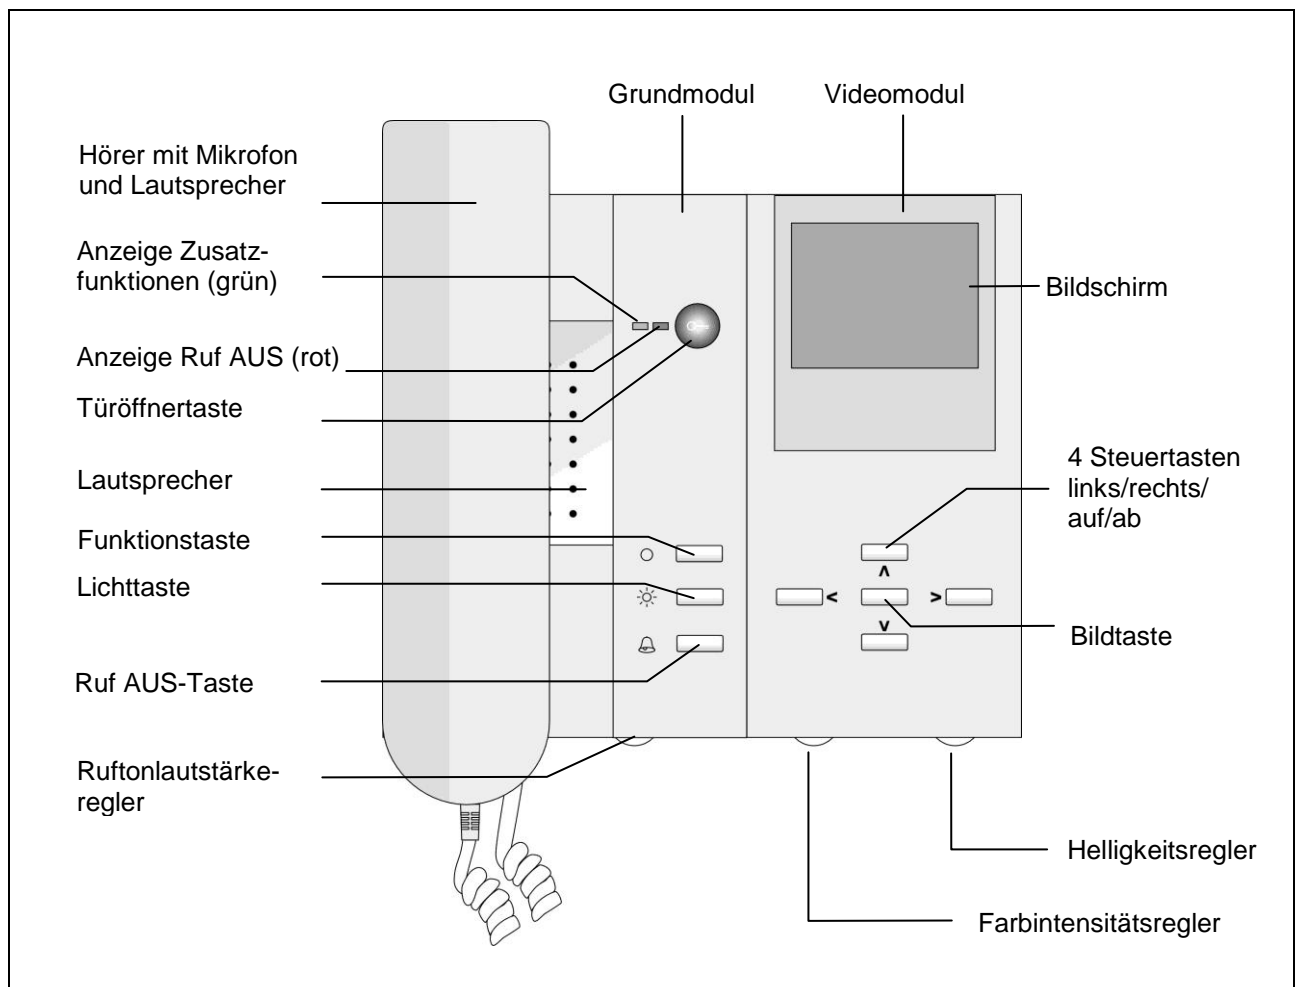 Grundmodul
Videomodul
Hörer mit Mikrofon
und Lautsprecher
Anzeige Zusatz-
funktionen (grün)
Bildschirm
Anzeige Ruf AUS (rot)
Türöffnertaste
4 Steuertasten
links/rechts/
auf/ab
Lautsprecher
Funktionstaste
Lichttaste
Bildtaste
Ruf AUS-Taste
Ruftonlautstärke-
regler
Helligkeitsregler
Farbintensitätsregler